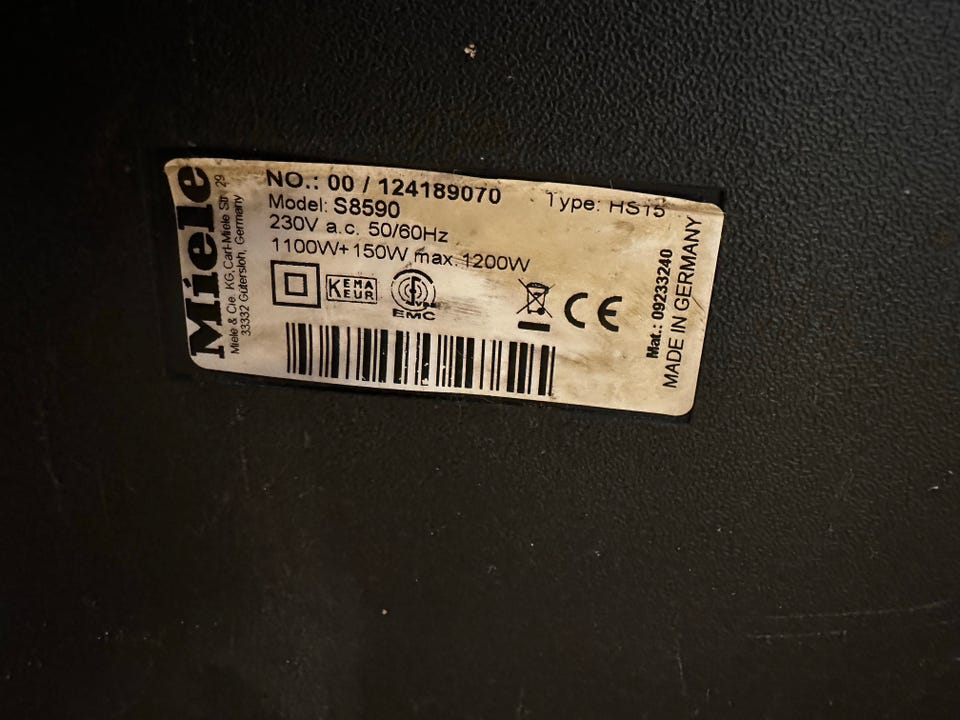 Miele
Miele & Cie. KG, Carl-Miele Str. 29
33332 Gütersloh, Germany
NO.: 00 / 124189070
Type: HS15
Model: S8590
230V a.c. 50/60Hz
1100W+150W max.1200W
KEMA
EUR
EMC
CE
Mat.: 09233240
MADE IN GERMANY